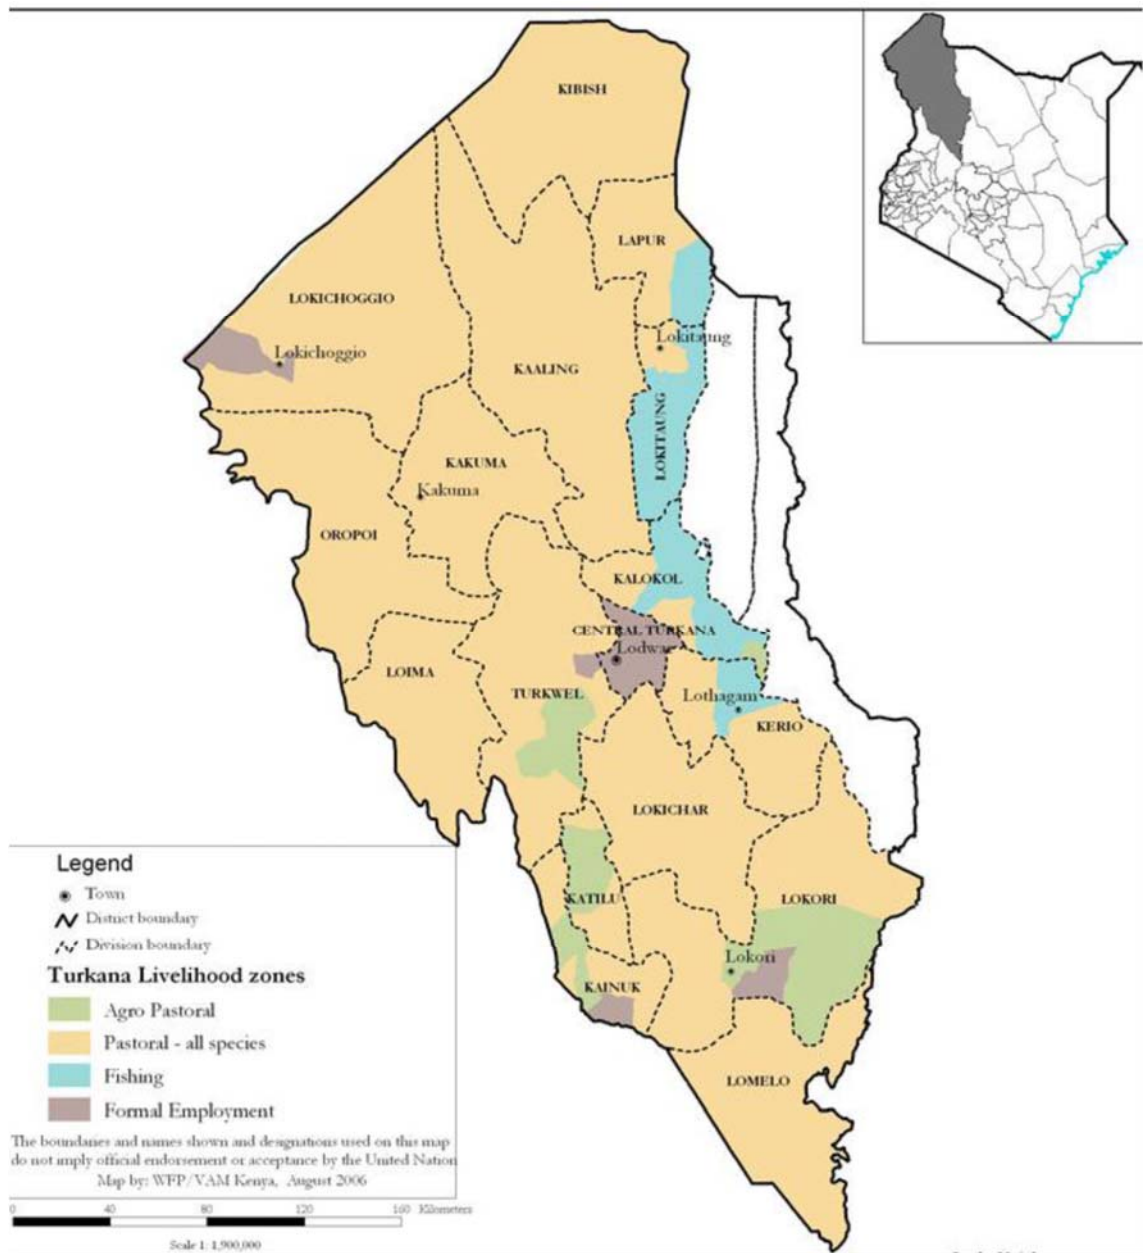 KIBISH
LAPUR
LOKICHOGGIO
Lokichoggio
Lokitaung
KAALING
LOKITAUNG
KAKUMA
Kakuma
OROPOI
KALOKOL
CENTRAL TURKANA
Lodwar
LOIMA
TURKWEL
Lothagam
KERIO
LOKICHAR
KATILU
LOKORI
Lokori
KAINUK
LOMELO
Legend
Town
District boundary
Division boundary
Turkana Livelihood zones
Agro Pastoral
Pastoral - all species
Fishing
Formal Employment
The boundaries and names shown and designations used on this map
do not imply official endorsement or acceptance by the United Nation
Map by: WFP/VAM Kenya, August 2006
0 40 80 120 160 Kilometers
Scale 1: 1,900,000